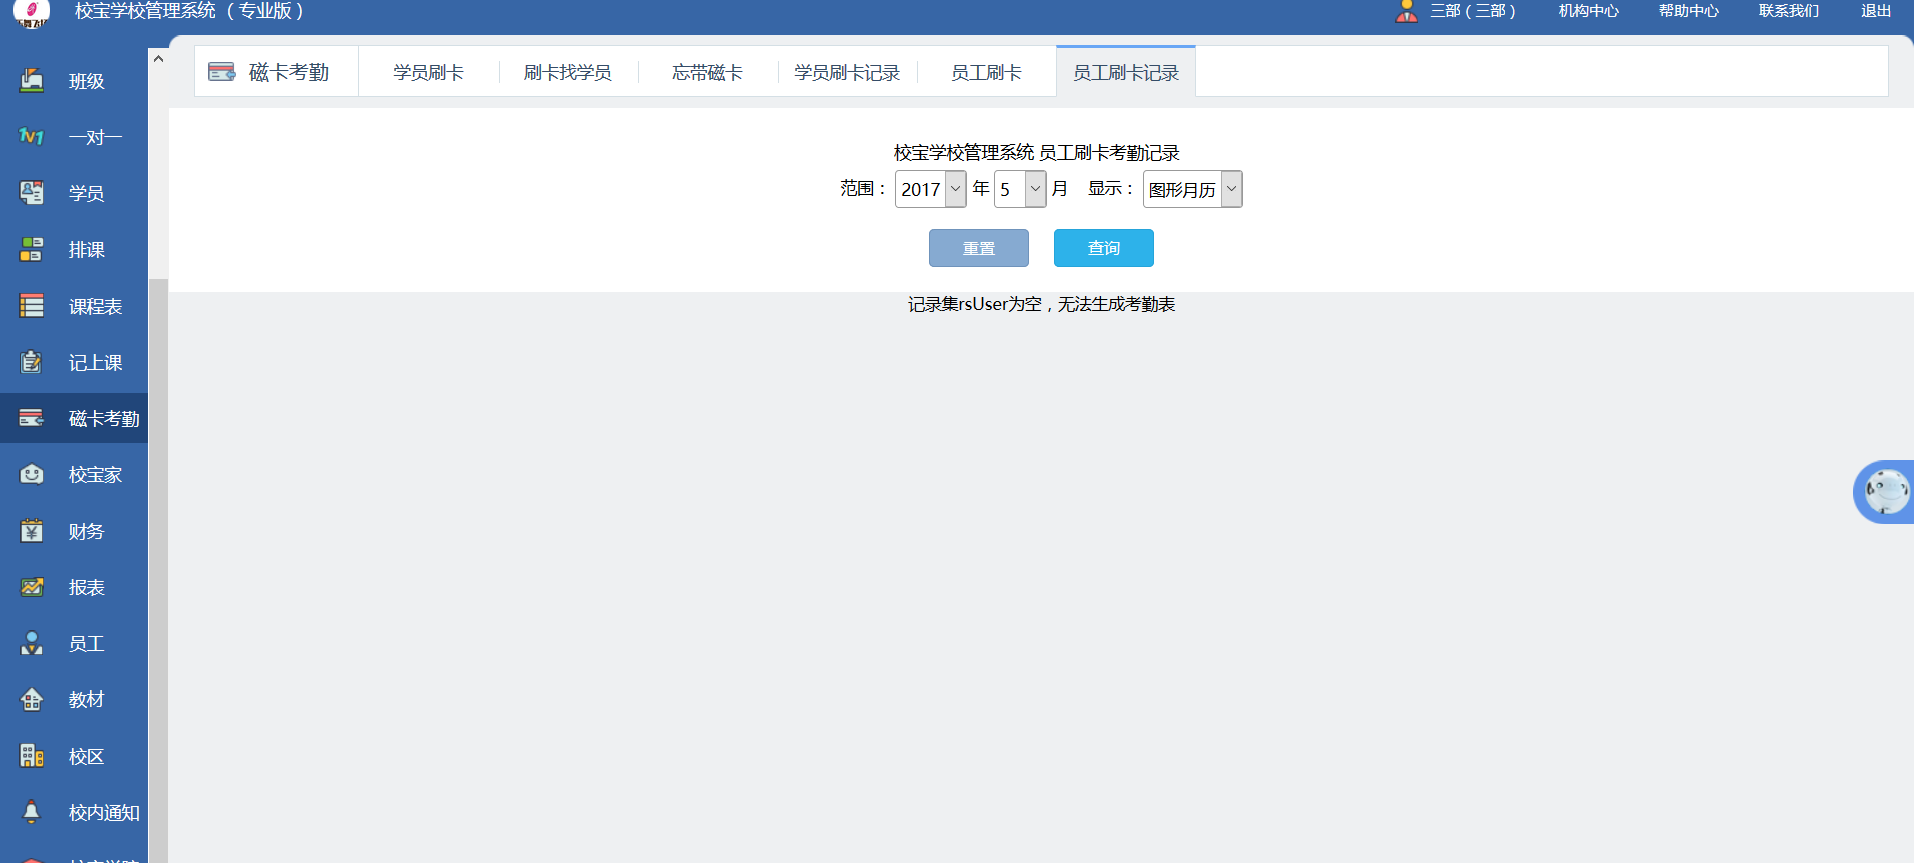 校宝学校管理系统 （专业版）
三部（三部） 机构中心 帮助中心 联系我们 退出
磁卡考勤 学员刷卡 刷卡找学员 忘带磁卡 学员刷卡记录 员工刷卡 员工刷卡记录
班级
一对一
学员
排课
课程表
记上课
磁卡考勤
校宝家
财务
报表
员工
教材
校区
校内通知
校宝学校管理系统 员工刷卡考勤记录
范围： 2017 年 5 月 显示： 图形月历
重置 查询
记录集rsUser为空，无法生成考勤表